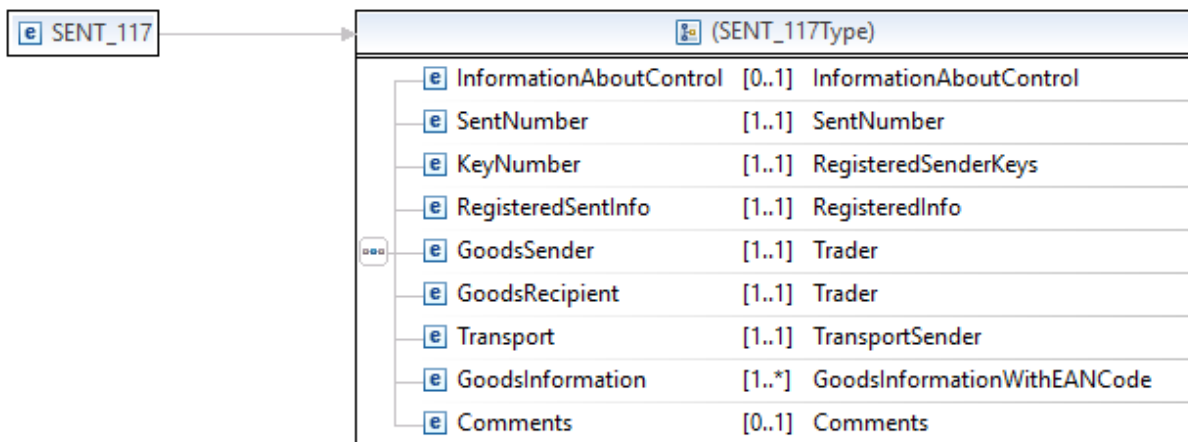 e SENT_117
(SENT_117Type)
e InformationAboutControl [0..1] InformationAboutControl
e SentNumber [1..1] SentNumber
e KeyNumber [1..1] RegisteredSenderKeys
e RegisteredSentInfo [1..1] RegisteredInfo
e GoodsSender [1..1] Trader
e GoodsRecipient [1..1] Trader
e Transport [1..1] TransportSender
e GoodsInformation [1..*] GoodsInformationWithEANCode
e Comments [0..1] Comments